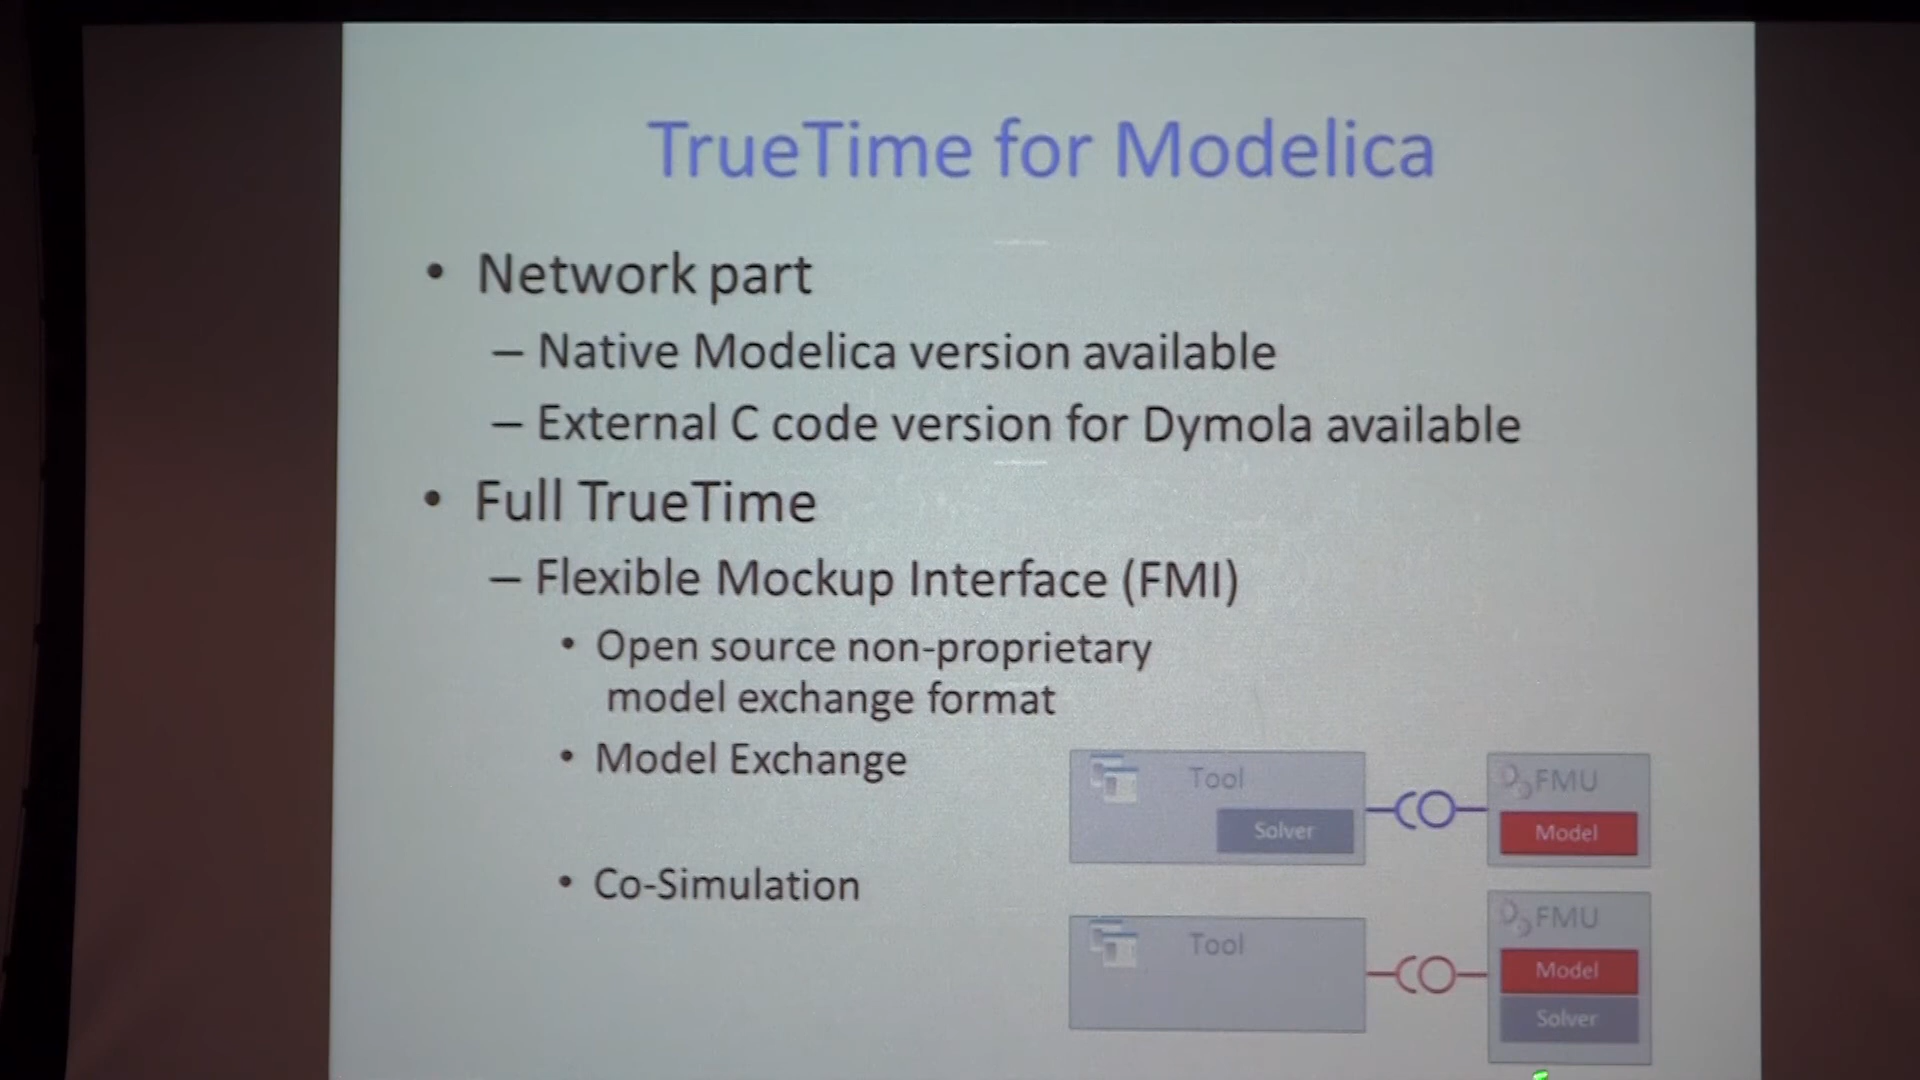 TrueTime for Modelica
• Network part
– Native Modelica version available
– External C code version for Dymola available
• Full TrueTime
– Flexible Mockup Interface (FMI)
• Open source non-proprietary
model exchange format
• Model Exchange
Tool
Solver
FMU
Model
• Co-Simulation
Tool
FMU
Model
Solver